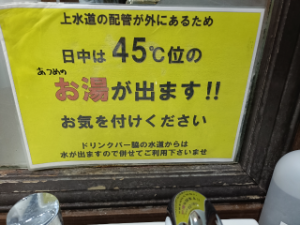 上水道の配管が外にあるため
日中は45℃位の
あつめの
お湯が出ます!!
お気を付けください
ドリンクバー脇の水道からは
水が出ますので併せてご利用下さいませ